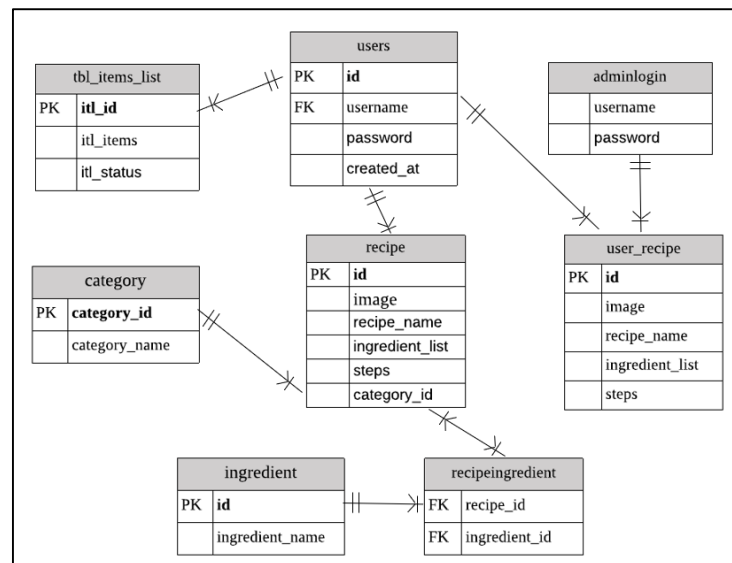 users
PK id
FK username
password
created_at
tbl_items_list
PK itl_id
itl_items
itl_status
adminlogin
username
password
recipe
PK id
image
recipe_name
ingredient_list
steps
category_id
user_recipe
PK id
image
recipe_name
ingredient_list
steps
category
PK category_id
category_name
ingredient
PK id
ingredient_name
recipeingredient
FK recipe_id
FK ingredient_id